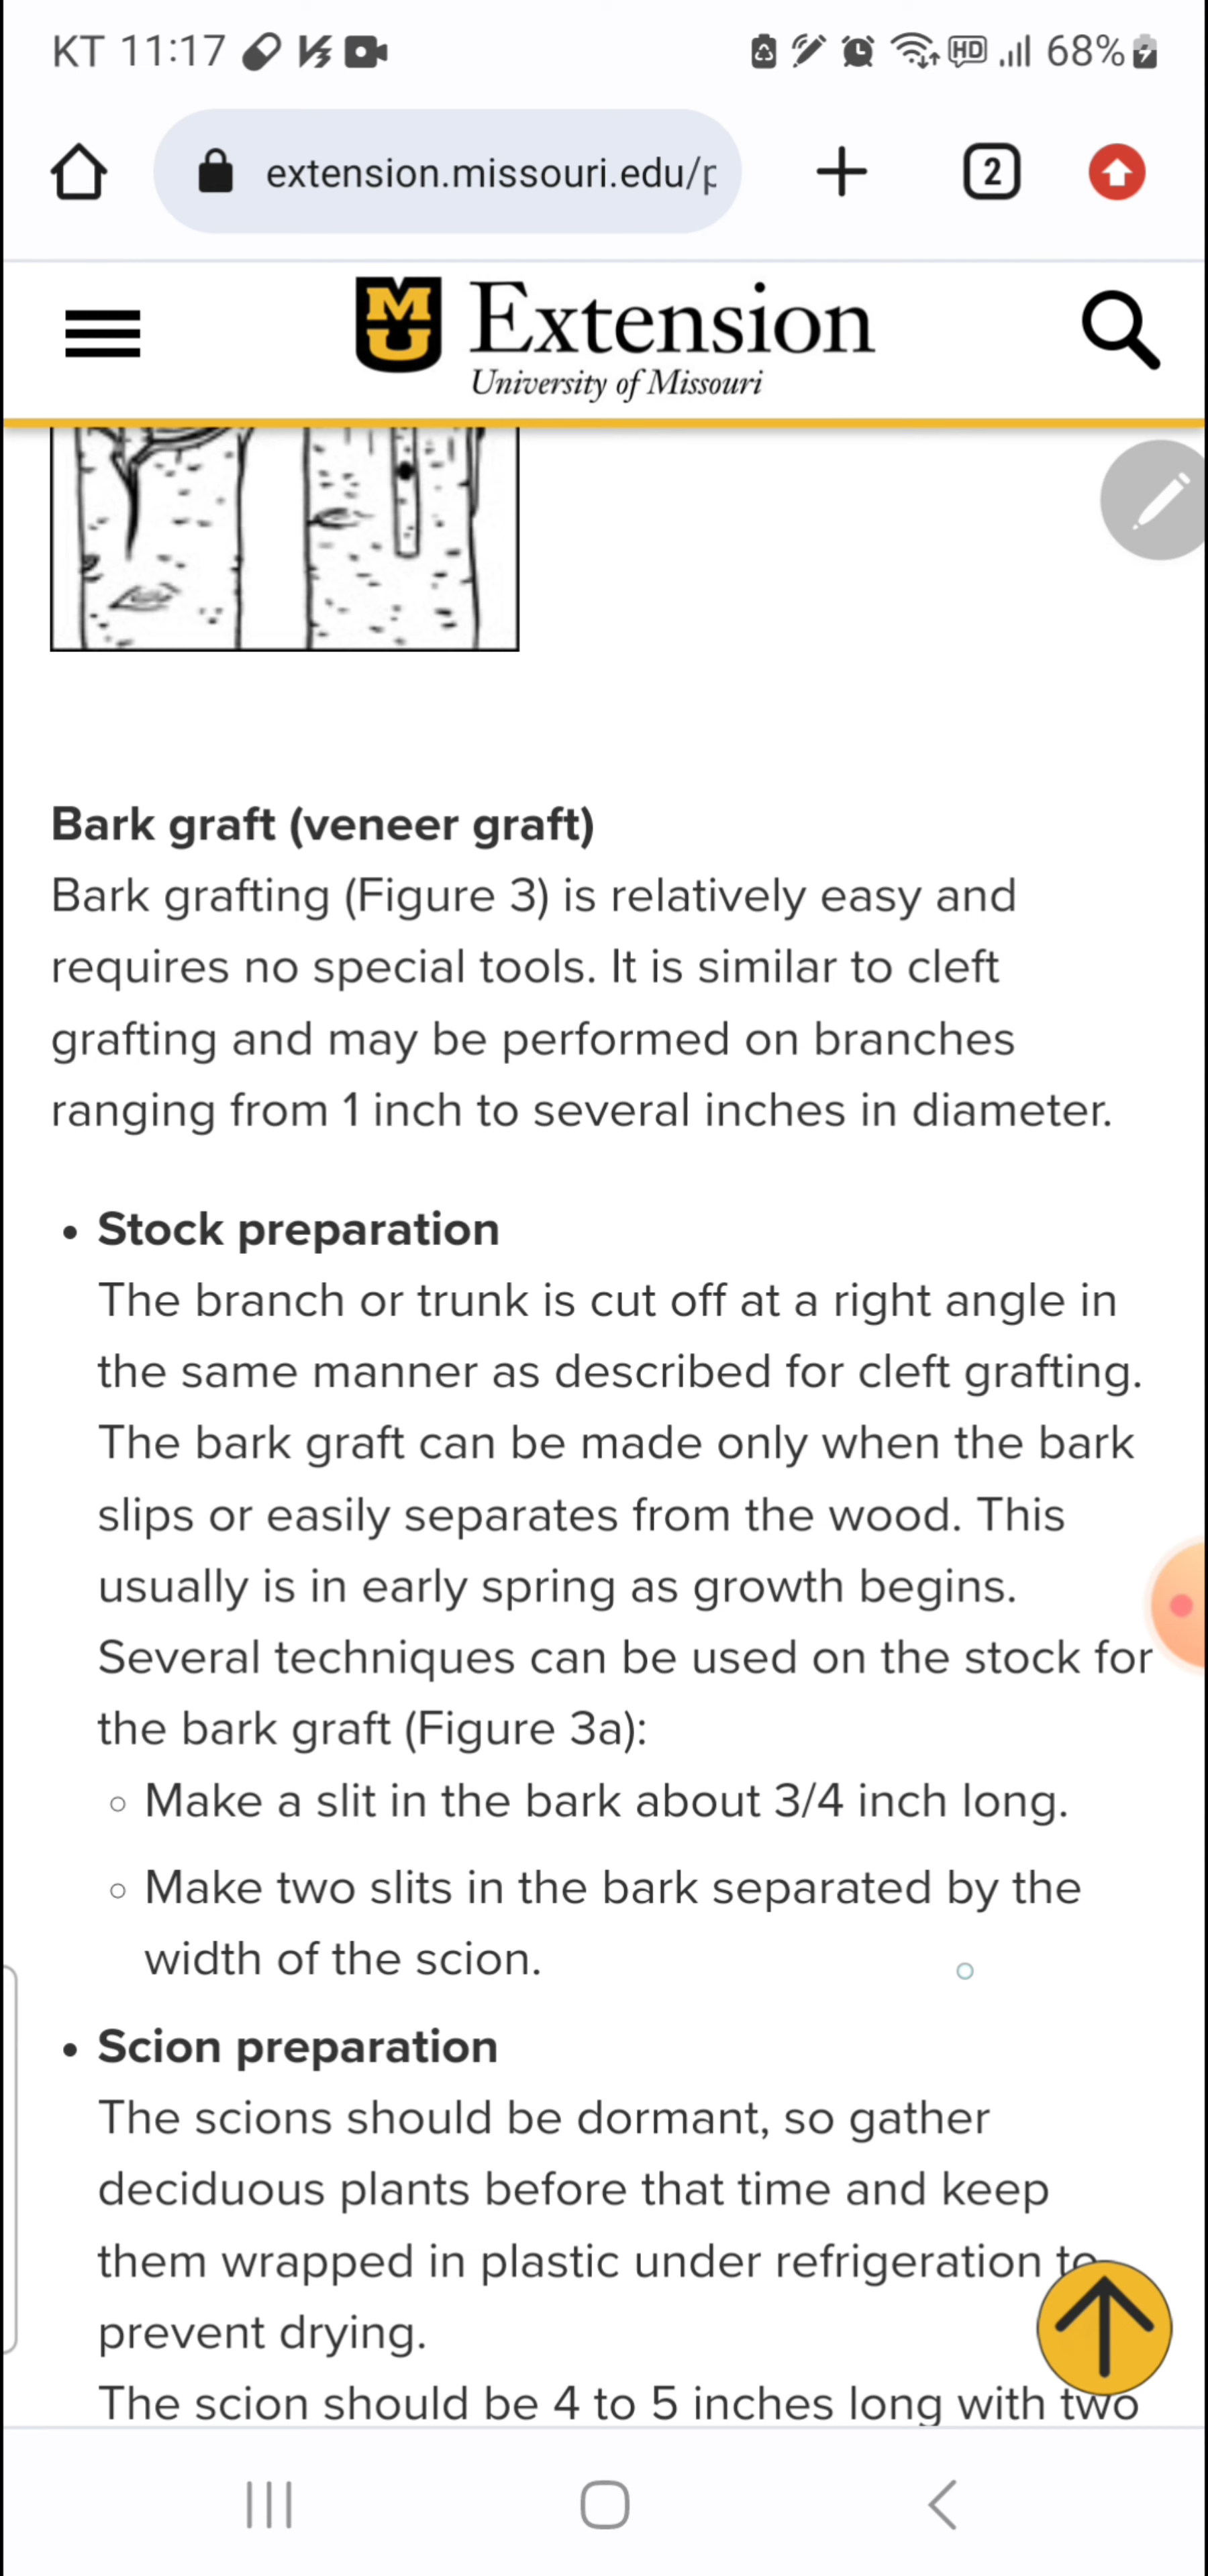 KT 11:17
HD 68%
extension.missouri.edu/p
2
MU Extension
University of Missouri
Bark graft (veneer graft)
Bark grafting (Figure 3) is relatively easy and
requires no special tools. It is similar to cleft
grafting and may be performed on branches
ranging from 1 inch to several inches in diameter.
• Stock preparation
The branch or trunk is cut off at a right angle in
the same manner as described for cleft grafting.
The bark graft can be made only when the bark
slips or easily separates from the wood. This
usually is in early spring as growth begins.
Several techniques can be used on the stock for
the bark graft (Figure 3a):
◦ Make a slit in the bark about 3/4 inch long.
◦ Make two slits in the bark separated by the
width of the scion.
• Scion preparation
The scions should be dormant, so gather
deciduous plants before that time and keep
them wrapped in plastic under refrigeration to
prevent drying.
The scion should be 4 to 5 inches long with two